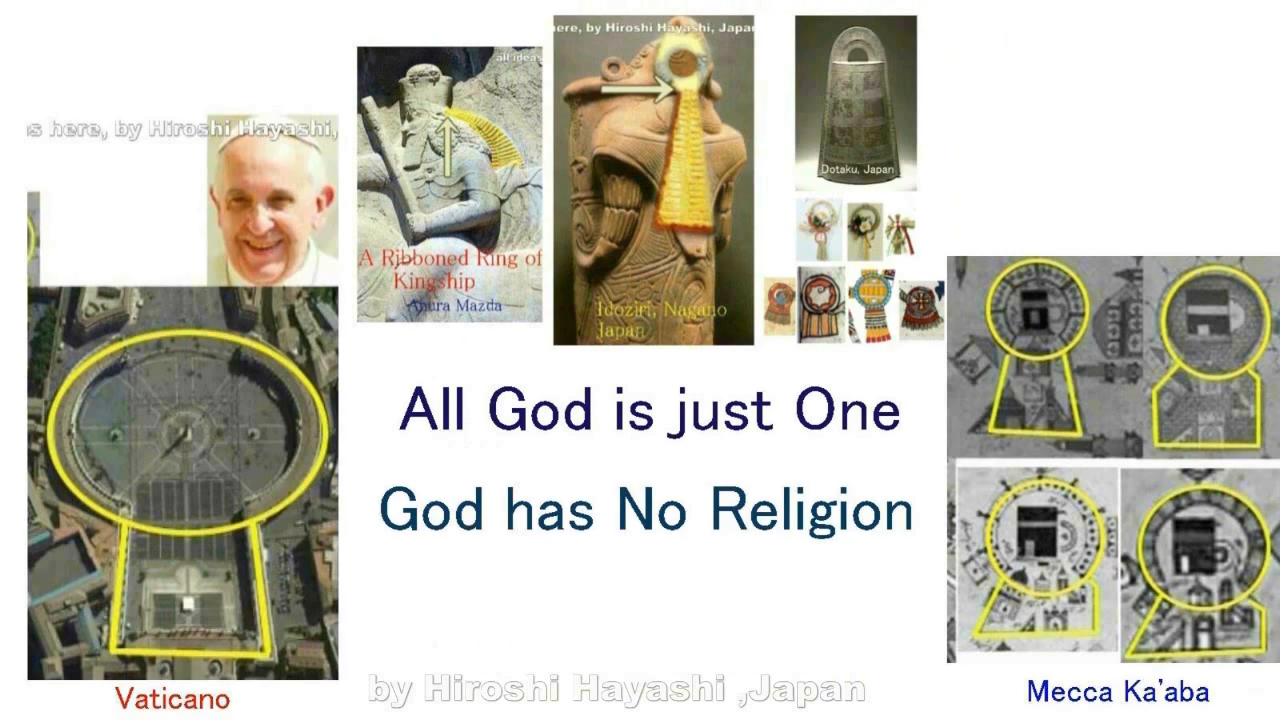 s here, by Hiroshi Hayashi,
all ideas
here, by Hiroshi Hayashi, Japan
Dotaku, Japan
A Ribboned Ring of
Kingship
Ahura Mazda
Idoziri, Nagano
Japan
All God is just One
God has No Religion
by Hiroshi Hayashi ,Japan
Vaticano
Mecca Ka'aba